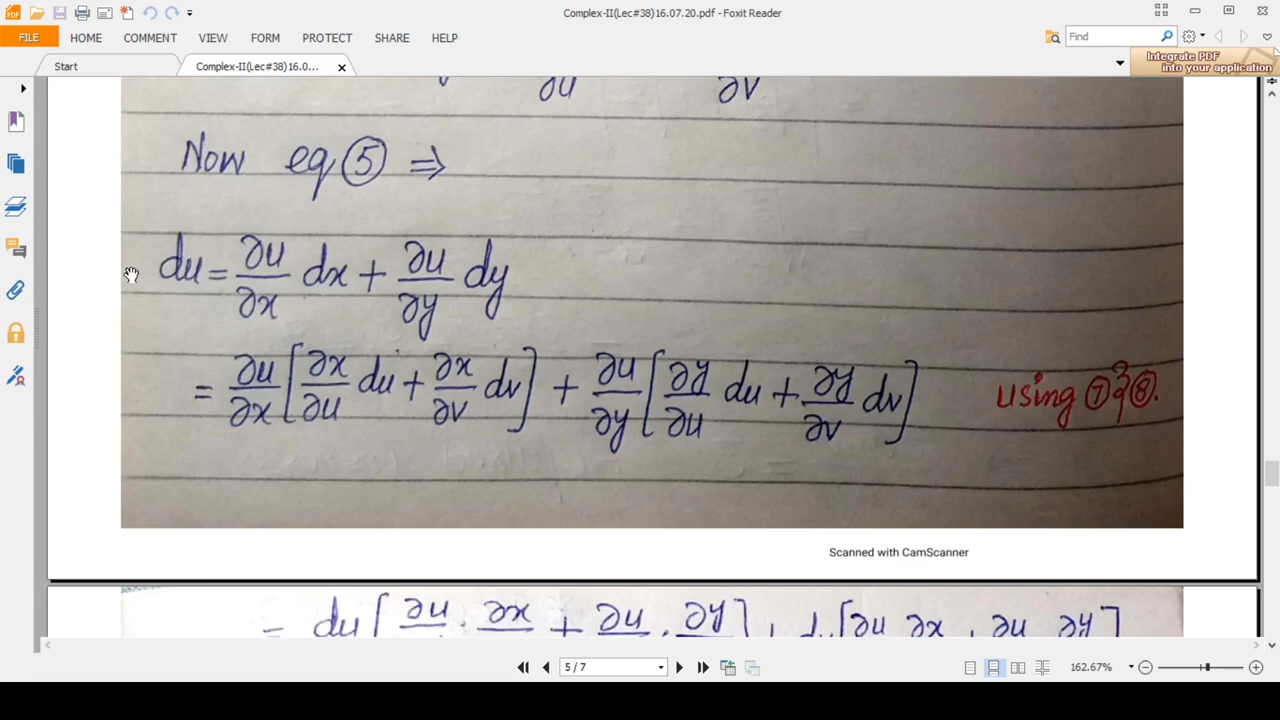 Complex-II(Lec#38)16.07.20.pdf - Foxit Reader
FILE HOME COMMENT VIEW FORM PROTECT SHARE HELP
Find
Start Complex-II(Lec#38)16.0...
Integrate PDF
into your application
∂u ∂v
Now eq ⑤ ⇒
du = ∂u/∂x dx + ∂u/∂y dy
= ∂u/∂x [∂x/∂u du + ∂x/∂v dv] + ∂u/∂y [∂y/∂u du + ∂y/∂v dv] using ⑦ & ⑧.
Scanned with CamScanner
= du [∂u . ∂x + ∂u . ∂y] + [∂u ∂x + ∂u ∂y]
5 / 7
162.67%